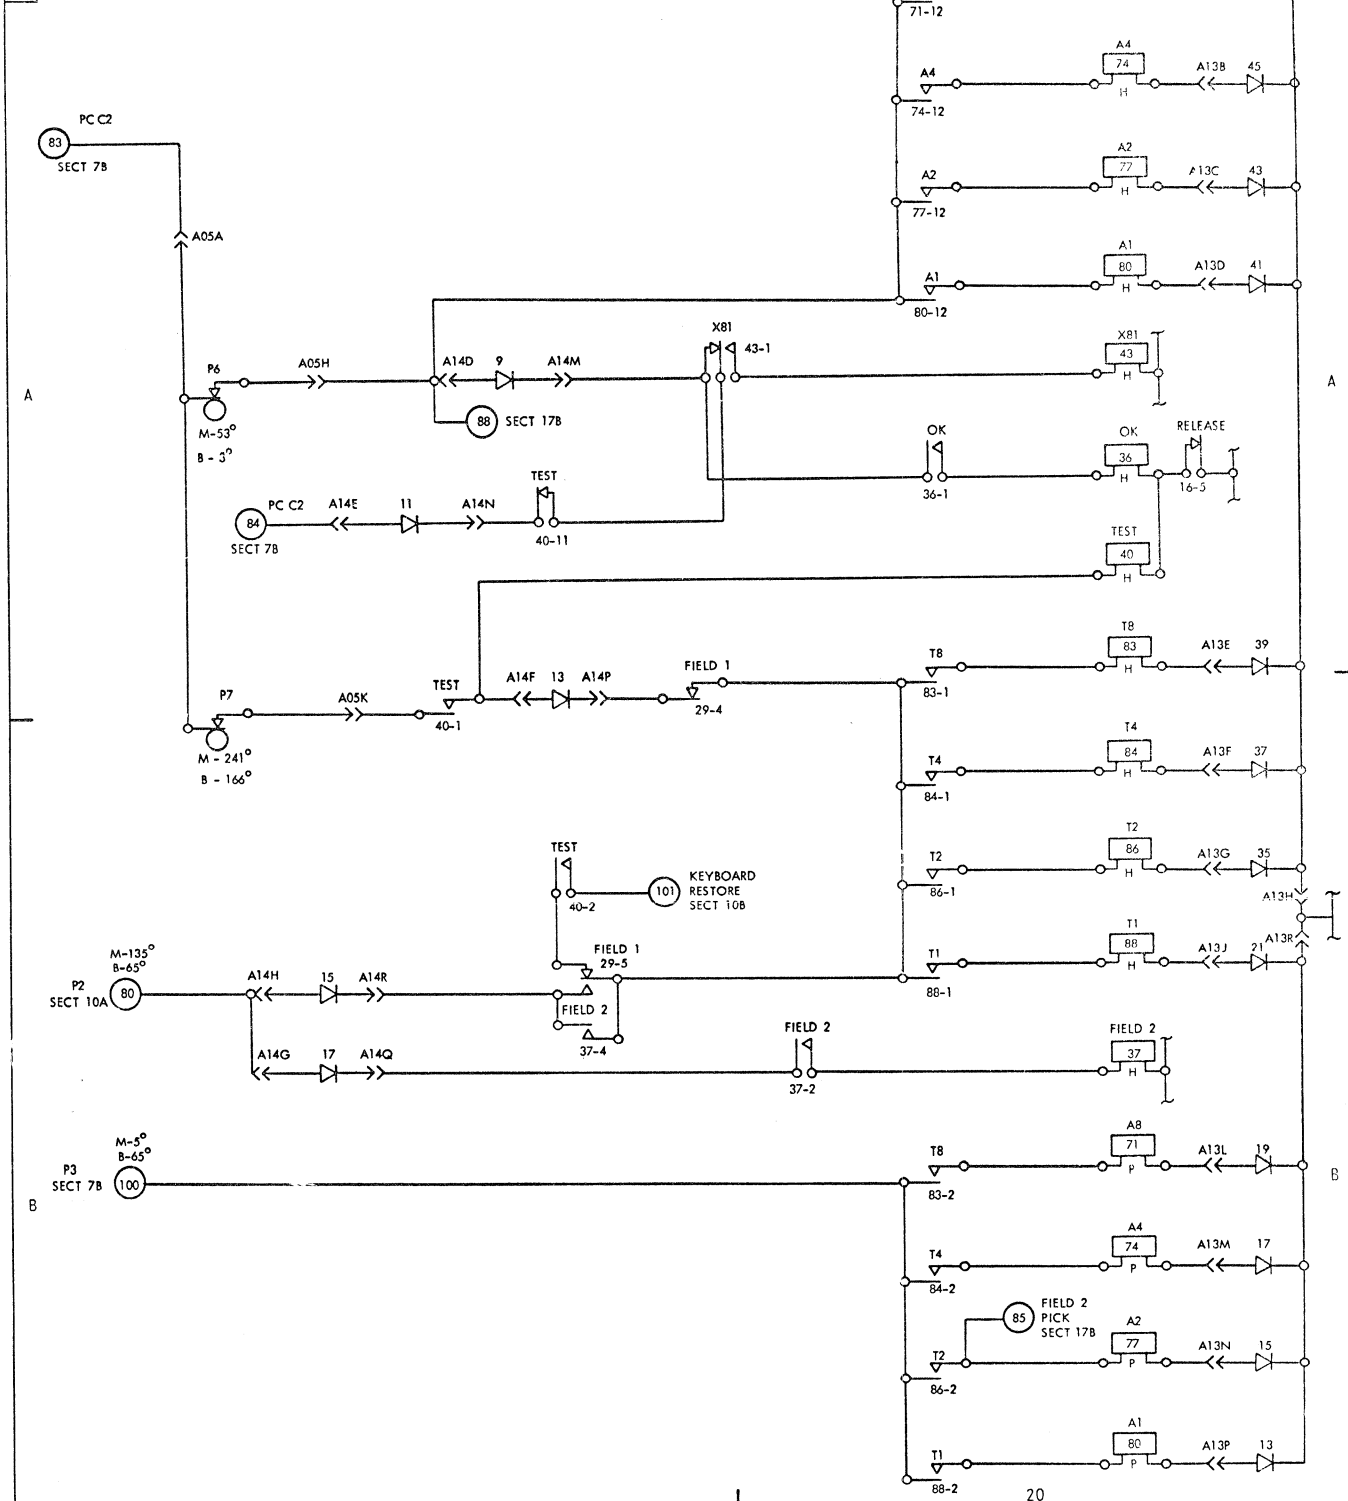 71-12
A4
74
H
A13B
45
A4
74-12
PC C2
83
SECT 7B
A2
77
H
A13C
43
A2
77-12
A05A
A1
80
H
A13D
41
A1
80-12
X81
43-1
X81
43
H
P6
A05H
A14D
9
A14M
A
A
M-53°
B - 3°
88
SECT 17B
OK
36-1
OK
36
H
RELEASE
16-5
TEST
40-11
PC C2
84
SECT 7B
A14E
11
A14N
TEST
40
H
T8
83
H
A13E
39
T8
83-1
FIELD 1
29-4
A14F
13
A14P
TEST
40-1
P7
A05K
M - 241°
B - 166°
T4
84
H
A13F
37
T4
84-1
T2
86
H
A13G
35
T2
86-1
TEST
40-2
101
KEYBOARD
RESTORE
SECT 10B
A13H
A13R
T1
88
H
A13J
21
T1
88-1
FIELD 1
29-5
M-135°
B-65°
P2
SECT 10A
80
A14H
15
A14R
FIELD 2
37-4
A14G
17
A14Q
FIELD 2
37-2
FIELD 2
37
H
M-5°
B-65°
P3
SECT 7B
100
A8
71
P
A13L
19
T8
83-2
B
B
A4
74
P
A13M
17
T4
84-2
85
FIELD 2
PICK
SECT 17B
A2
77
P
A13N
15
T2
86-2
A1
80
P
A13P
13
T1
88-2
20